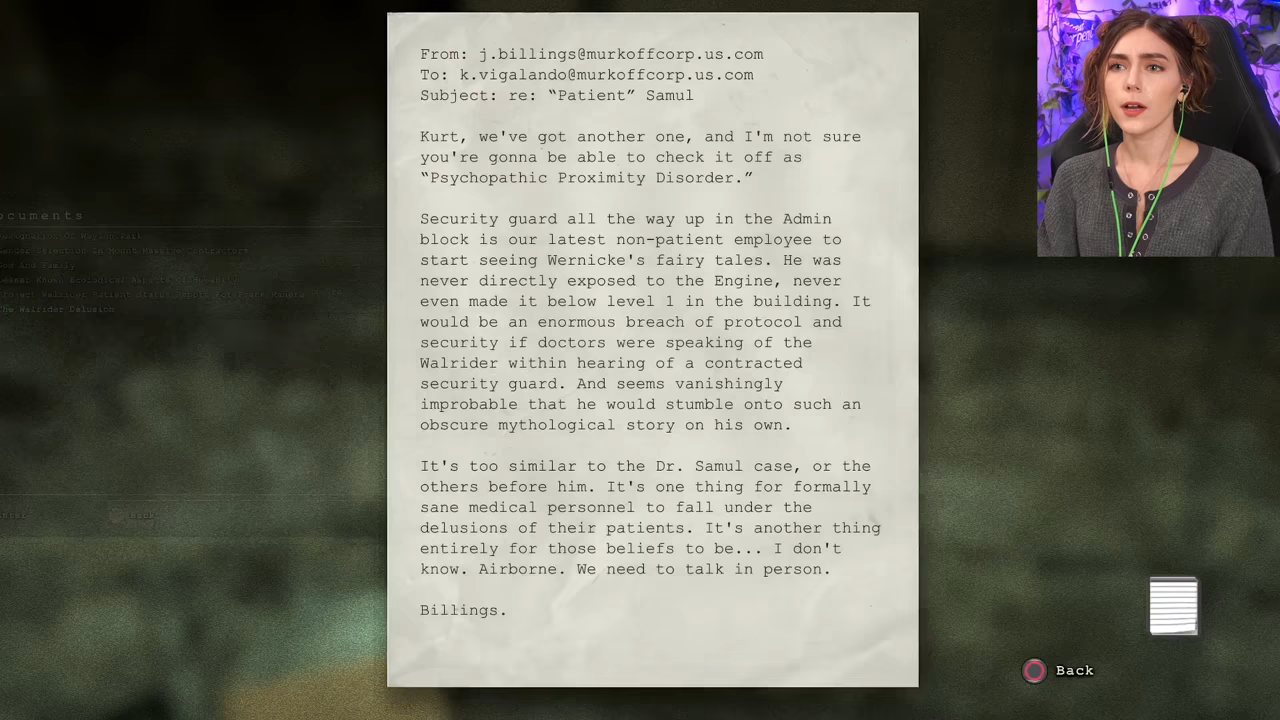 From: j.billings@murkoffcorp.us.com
To: k.vigalando@murkoffcorp.us.com
Subject: re: “Patient” Samul
Kurt, we've got another one, and I'm not sure
you're gonna be able to check it off as
“Psychopathic Proximity Disorder.”
Security guard all the way up in the Admin
block is our latest non-patient employee to
start seeing Wernicke's fairy tales. He was
never directly exposed to the Engine, never
even made it below level 1 in the building. It
would be an enormous breach of protocol and
security if doctors were speaking of the
Walrider within hearing of a contracted
security guard. And seems vanishingly
improbable that he would stumble onto such an
obscure mythological story on his own.
It's too similar to the Dr. Samul case, or the
others before him. It's one thing for formally
sane medical personnel to fall under the
delusions of their patients. It's another thing
entirely for those beliefs to be... I don't
know. Airborne. We need to talk in person.
Billings.
ocuments
The Walrider Delusion
Back
Back